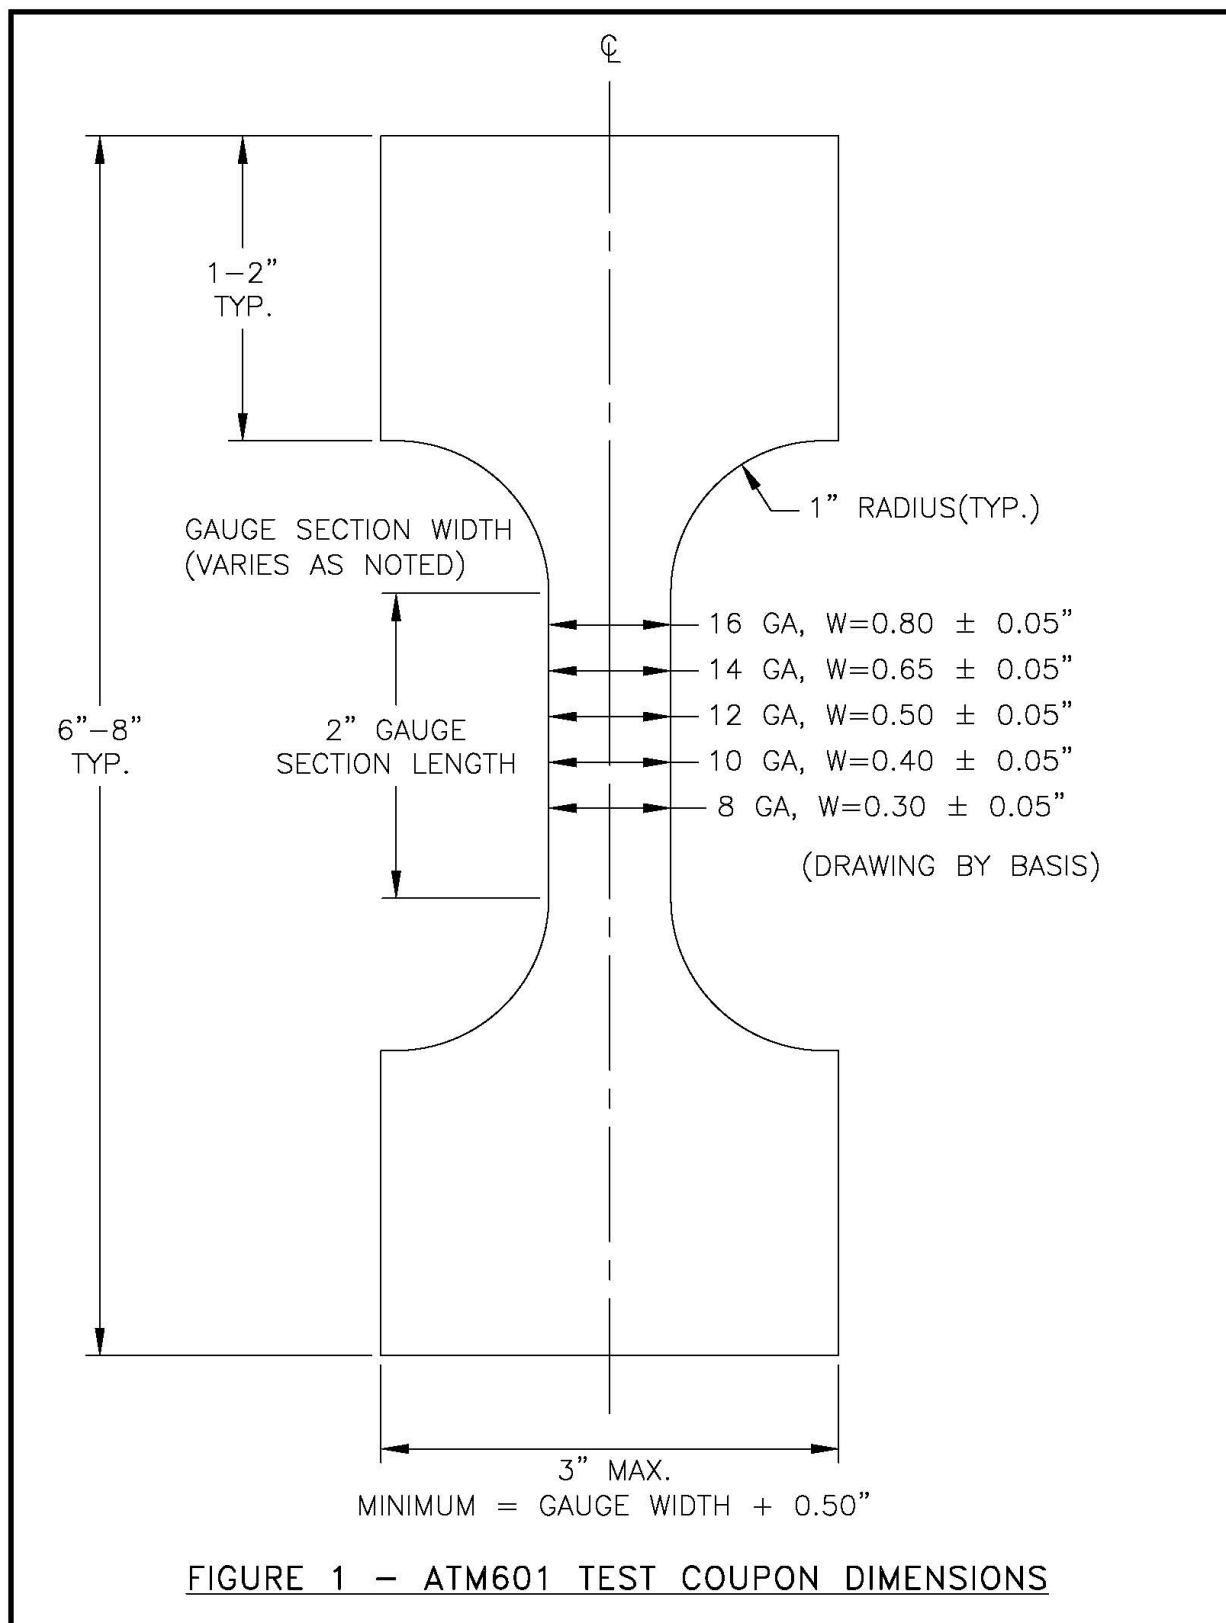 ℄
1–2”
TYP.
1” RADIUS(TYP.)
GAUGE SECTION WIDTH
(VARIES AS NOTED)
16 GA, W=0.80 ± 0.05”
14 GA, W=0.65 ± 0.05”
12 GA, W=0.50 ± 0.05”
10 GA, W=0.40 ± 0.05”
8 GA, W=0.30 ± 0.05”
6”–8”
TYP.
2” GAUGE
SECTION LENGTH
(DRAWING BY BASIS)
3” MAX.
MINIMUM = GAUGE WIDTH + 0.50”
FIGURE 1 – ATM601 TEST COUPON DIMENSIONS